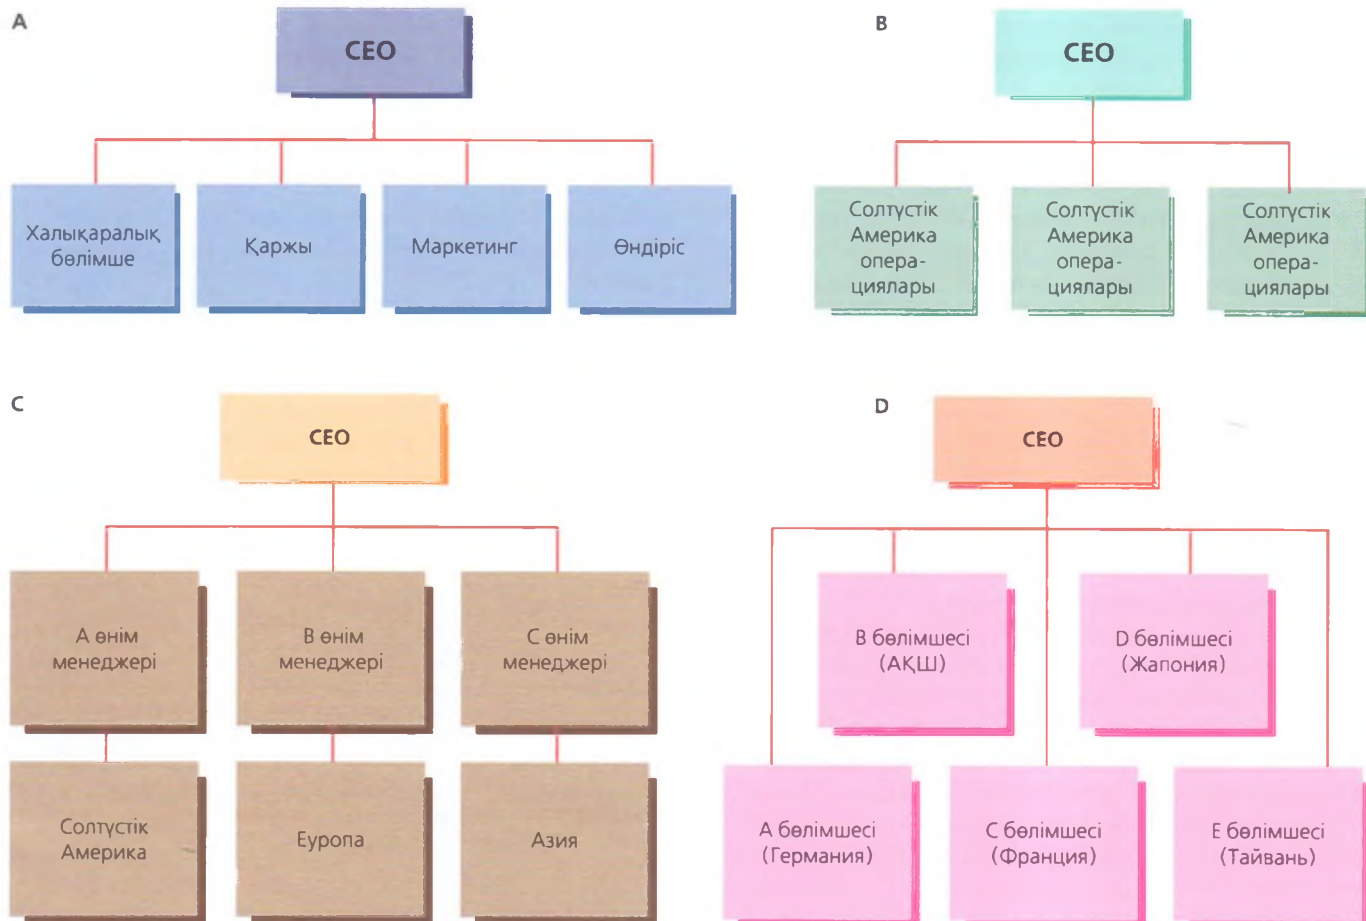 A
CEO
Халықаралық
бөлімше
Қаржы
Маркетинг
Өндіріс
B
CEO
Солтүстік
Америка
опера-
циялары
Солтүстік
Америка
опера-
циялары
Солтүстік
Америка
опера-
циялары
C
CEO
А өнім
менеджері
В өнім
менеджері
С өнім
менеджері
Солтүстік
Америка
Еуропа
Азия
D
CEO
В бөлімшесі
(АҚШ)
D бөлімшесі
(Жапония)
А бөлімшесі
(Германия)
С бөлімшесі
(Франция)
Е бөлімшесі
(Тайвань)